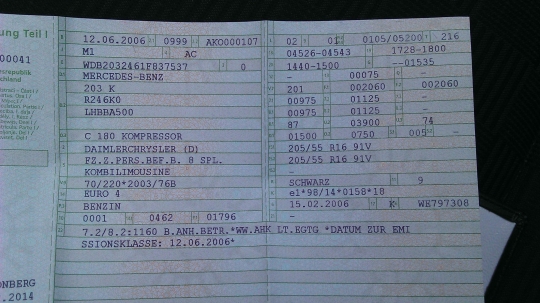 ung Teil I
00041
esrepublik
chland
12.06.2006 0999 AKO000107
M1 AC
WDB2032461F837537 0
MERCEDES-BENZ
203 K
R246K0
LHBBA500
C 180 KOMPRESSOR
DAIMLERCHRYSLER (D)
FZ.Z.PERS.BEF.B. 8 SPL.
KOMBILIMOUSINE
70/220*2003/76B
EURO 4
BENZIN
0001 0462 01796
7.2/8.2:1160 B.ANH.BETR.*WW.AHK LT.EGTG *DATUM ZUR EMI
SSIONSKLASSE: 12.06.2006*
02 01 0105/05200 216
04526-04543 1728-1800
1440-1500 --01535
- 00075 -
201 002060 002060
00975 01125 -
00975 01125 -
87 03900 74
01500 0750 005 -
205/55 R16 91V
205/55 R16 91V
-
SCHWARZ 9
e1*98/14*0158*18
15.02.2006 K WE797308
ONBERG
.2014